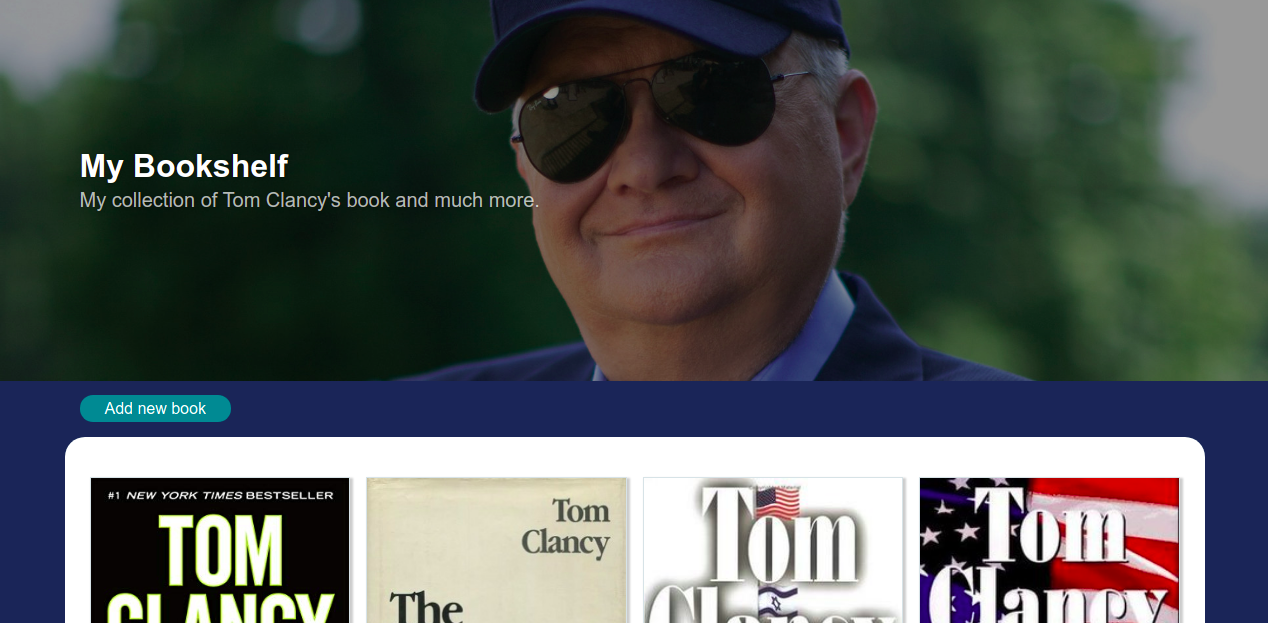 My Bookshelf
My collection of Tom Clancy's book and much more.
Add new book
#1 NEW YORK TIMES BESTSELLER
TOM
CLANCY
Tom
Clancy
The
Tom
Clancy
Tom
Clancy